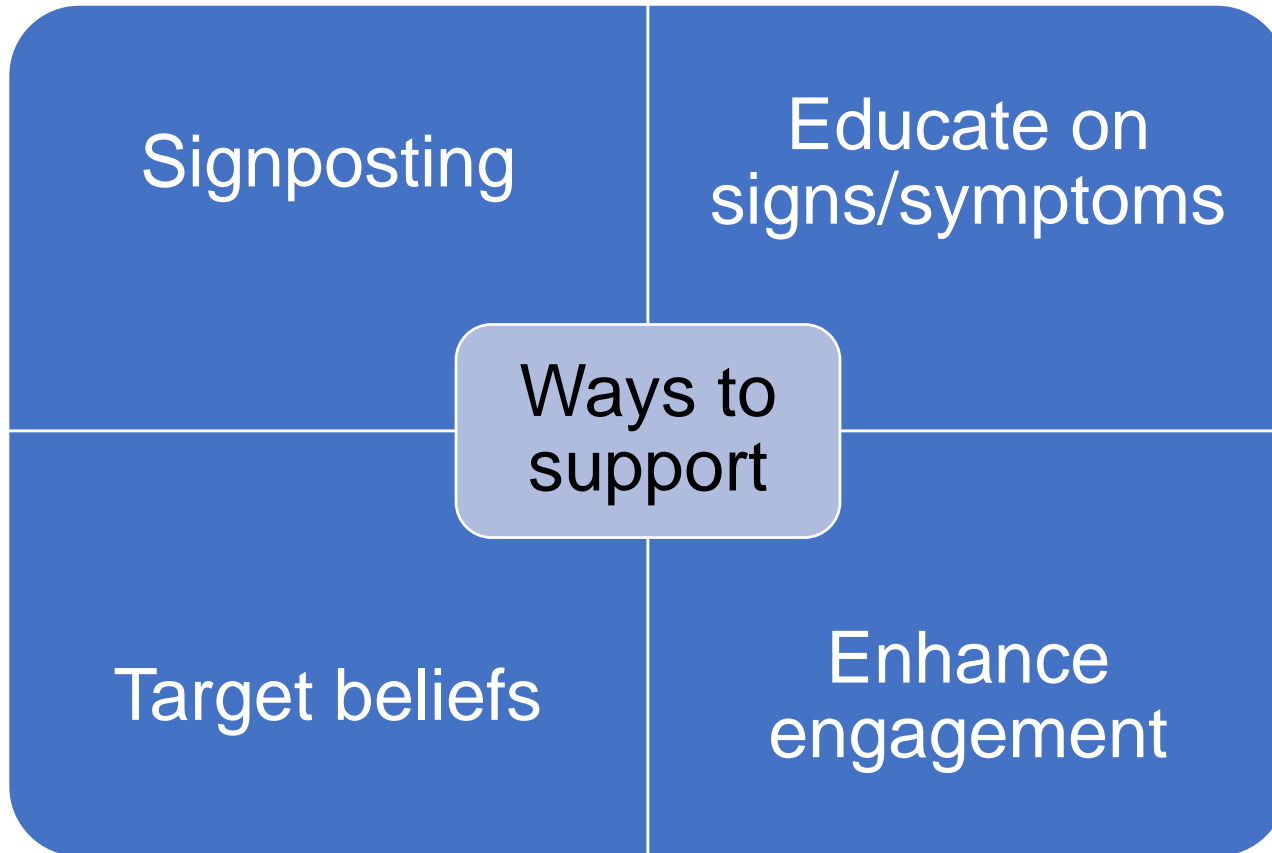 Signposting
Educate on
signs/symptoms
Ways to
support
Target beliefs
Enhance
engagement